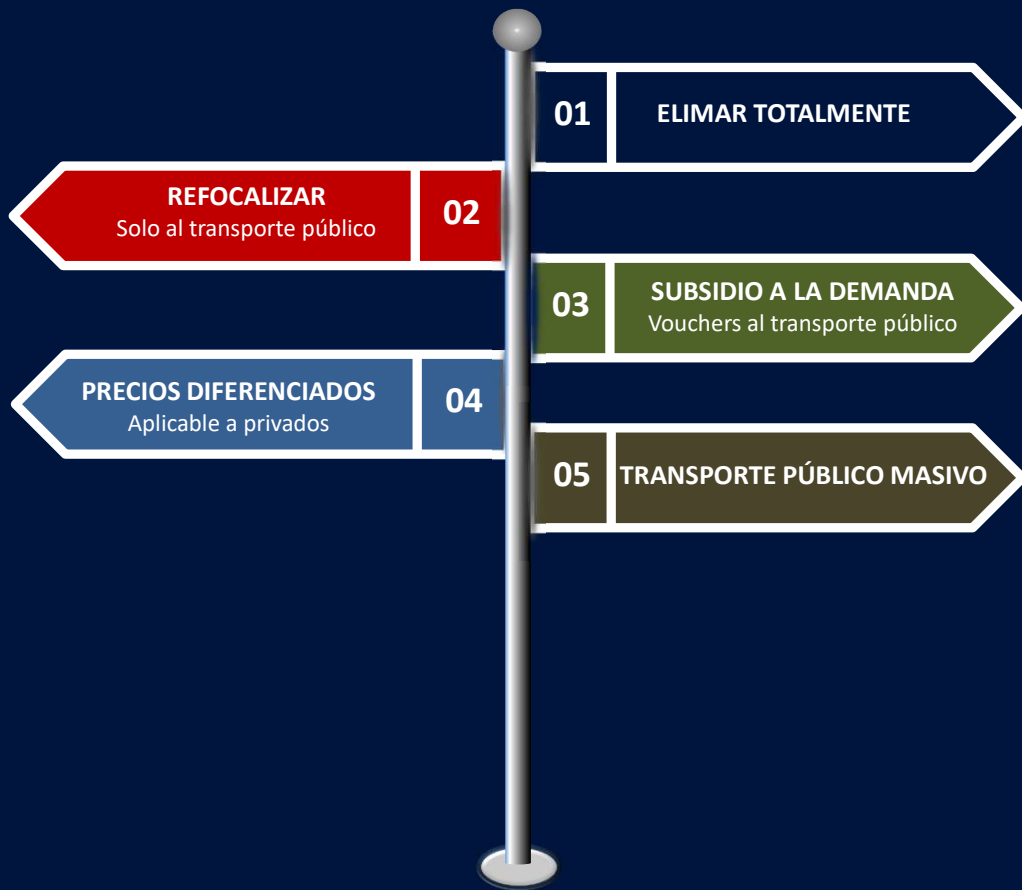 01
ELIMAR TOTALMENTE
REFOCALIZAR
Solo al transporte público
02
03
SUBSIDIO A LA DEMANDA
Vouchers al transporte público
PRECIOS DIFERENCIADOS
Aplicable a privados
04
05
TRANSPORTE PÚBLICO MASIVO